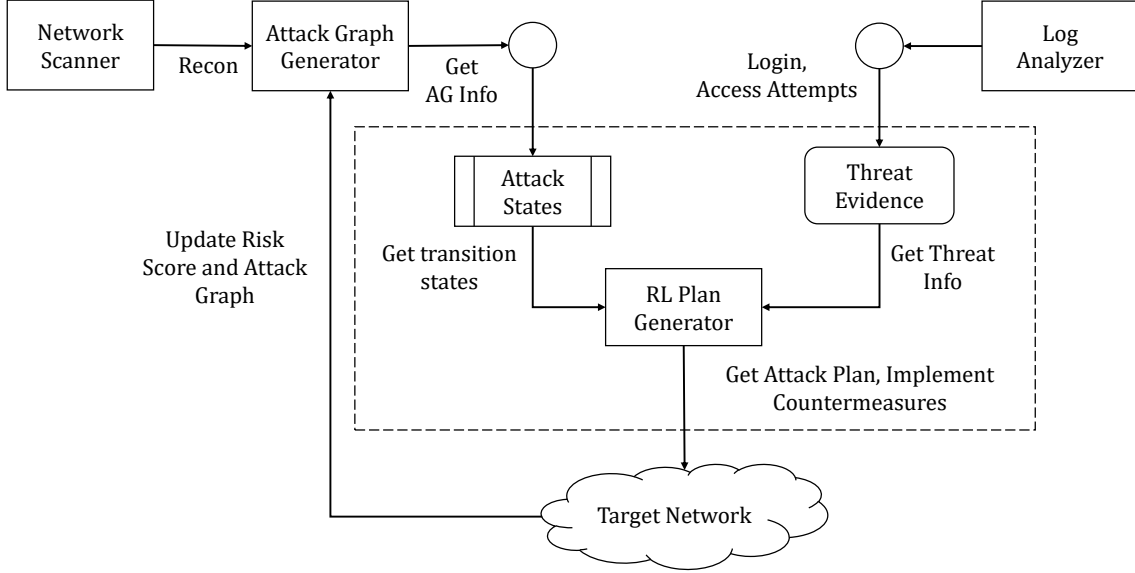 Network
Scanner
Recon
Attack Graph
Generator
Get
AG Info
Login,
Access Attempts
Log
Analyzer
Attack
States
Threat
Evidence
Update Risk
Score and Attack
Graph
Get transition
states
Get Threat
Info
RL Plan
Generator
Get Attack Plan, Implement
Countermeasures
Target Network